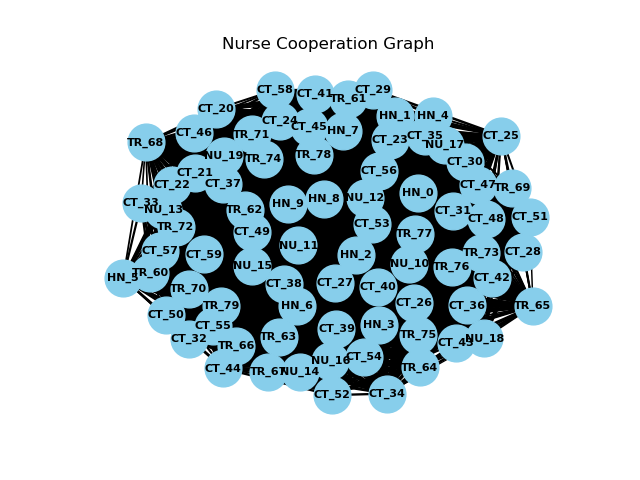 Nurse Cooperation Graph
CT_58
CT_41
CT_29
TR_61
CT_20
HN_1
HN_4
CT_24
CT_45
HN_7
CT_46
TR_71
CT_35
CT_25
CT_23
NU_17
TR_68
NU_19
TR_78
TR_74
CT_30
CT_56
CT_21
CT_22
CT_37
CT_47
TR_69
HN_0
NU_12
HN_8
HN_9
CT_33
NU_13
TR_62
CT_31
CT_48
CT_51
TR_72
CT_53
CT_49
TR_77
NU_11
CT_57
CT_59
HN_2
TR_73
CT_28
NU_15
NU_10
TR_76
TR_60
HN_5
CT_42
CT_38
CT_27
CT_40
TR_70
TR_79
HN_6
CT_26
CT_36
TR_65
CT_50
CT_55
HN_3
CT_39
TR_63
TR_75
CT_32
TR_66
CT_43
NU_18
CT_54
NU_16
CT_44
TR_67
NU_14
TR_64
CT_52
CT_34